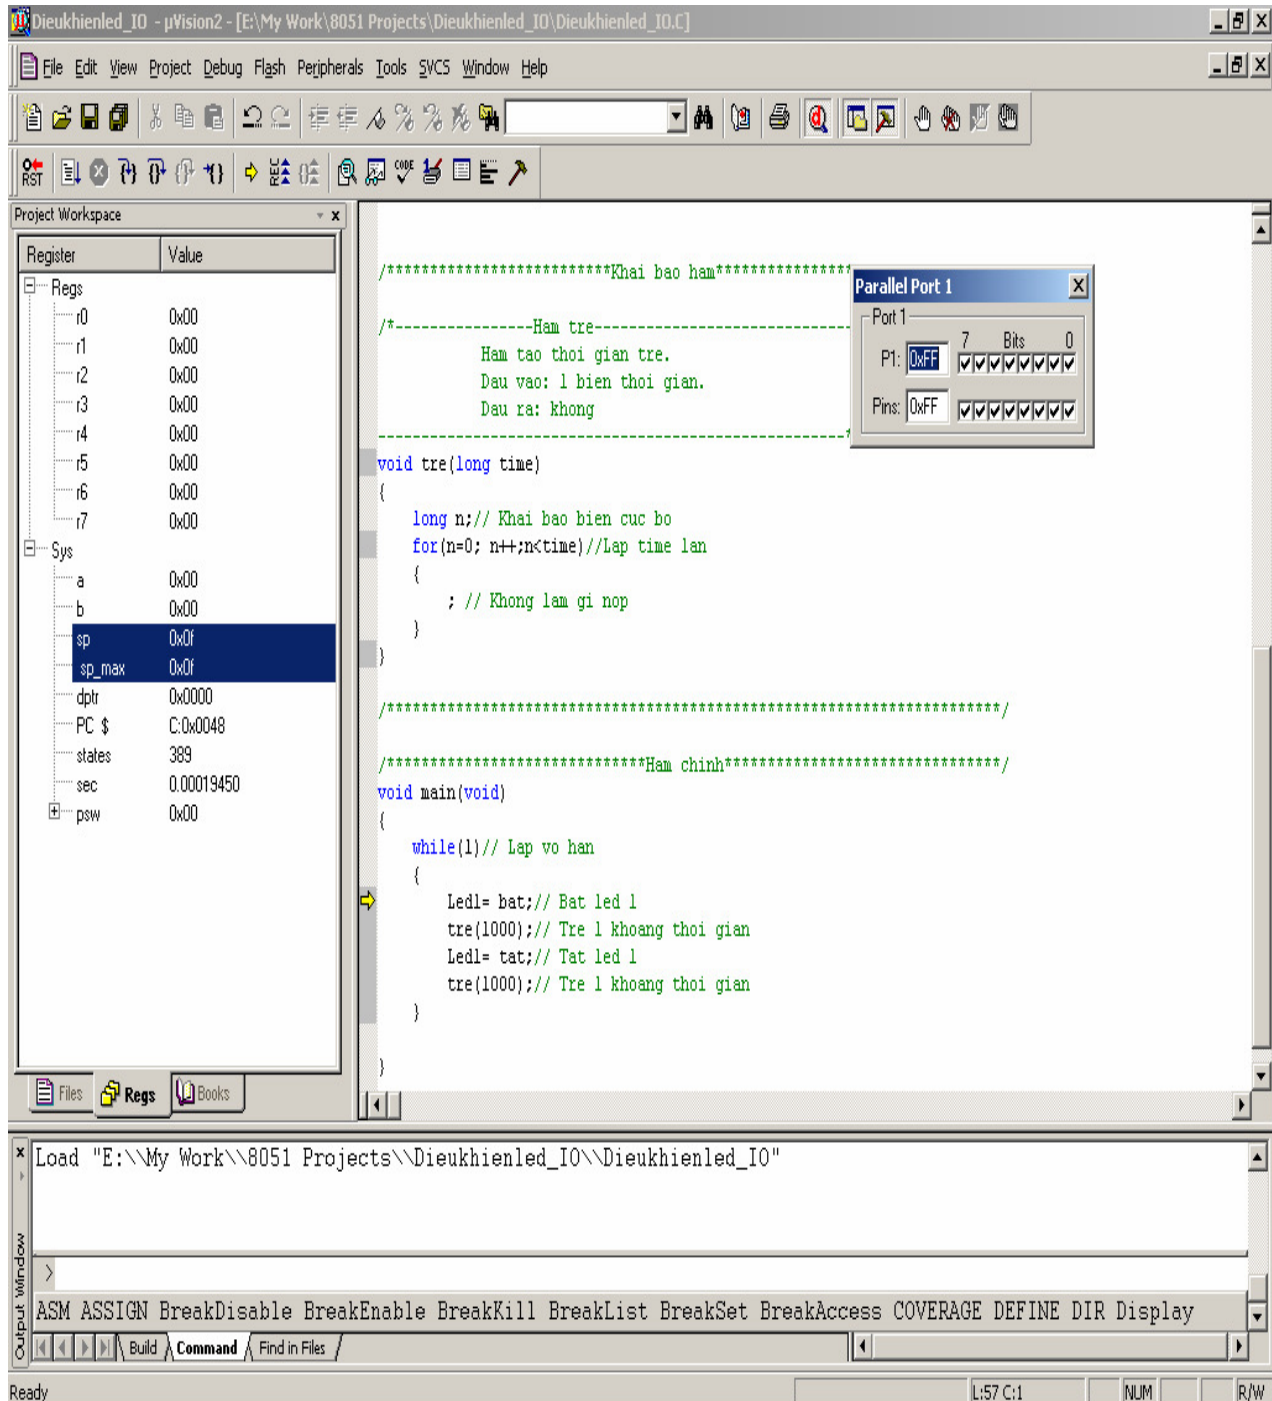 Dieukhienled_IO - µVision2 - [E:\My Work\8051 Projects\Dieukhienled_IO\Dieukhienled_IO.C]
File Edit View Project Debug Flash Peripherals Tools SVCS Window Help
RST REC CODE
Project Workspace
Register Value
Regs
r0 0x00
r1 0x00
r2 0x00
r3 0x00
r4 0x00
r5 0x00
r6 0x00
r7 0x00
Sys
a 0x00
b 0x00
sp 0x0f
sp_max 0x0f
dptr 0x0000
PC $ C:0x0048
states 389
sec 0.00019450
psw 0x00
Files Regs Books
/**************************Khai bao ham****************
/*----------------Ham tre------------------------------
Ham tao thoi gian tre.
Dau vao: 1 bien thoi gian.
Dau ra: khong
------------------------------------------------------*
void tre(long time)
{
long n;// Khai bao bien cuc bo
for(n=0; n++;n<time)//Lap time lan
{
; // Khong lam gi nop
}
}
/***********************************************************************/
/******************************Ham chinh********************************/
void main(void)
{
while(1)// Lap vo han
{
Led1= bat;// Bat led 1
tre(1000);// Tre 1 khoang thoi gian
Led1= tat;// Tat led 1
tre(1000);// Tre 1 khoang thoi gian
}
}
Parallel Port 1
Port 1
7 Bits 0
P1: 0xFF
Pins: 0xFF
Output Window
Load "E:\\My Work\\8051 Projects\\Dieukhienled_IO\\Dieukhienled_IO"
>
ASM ASSIGN BreakDisable BreakEnable BreakKill BreakList BreakSet BreakAccess COVERAGE DEFINE DIR Display
Build Command Find in Files
Ready L:57 C:1 NUM R/W